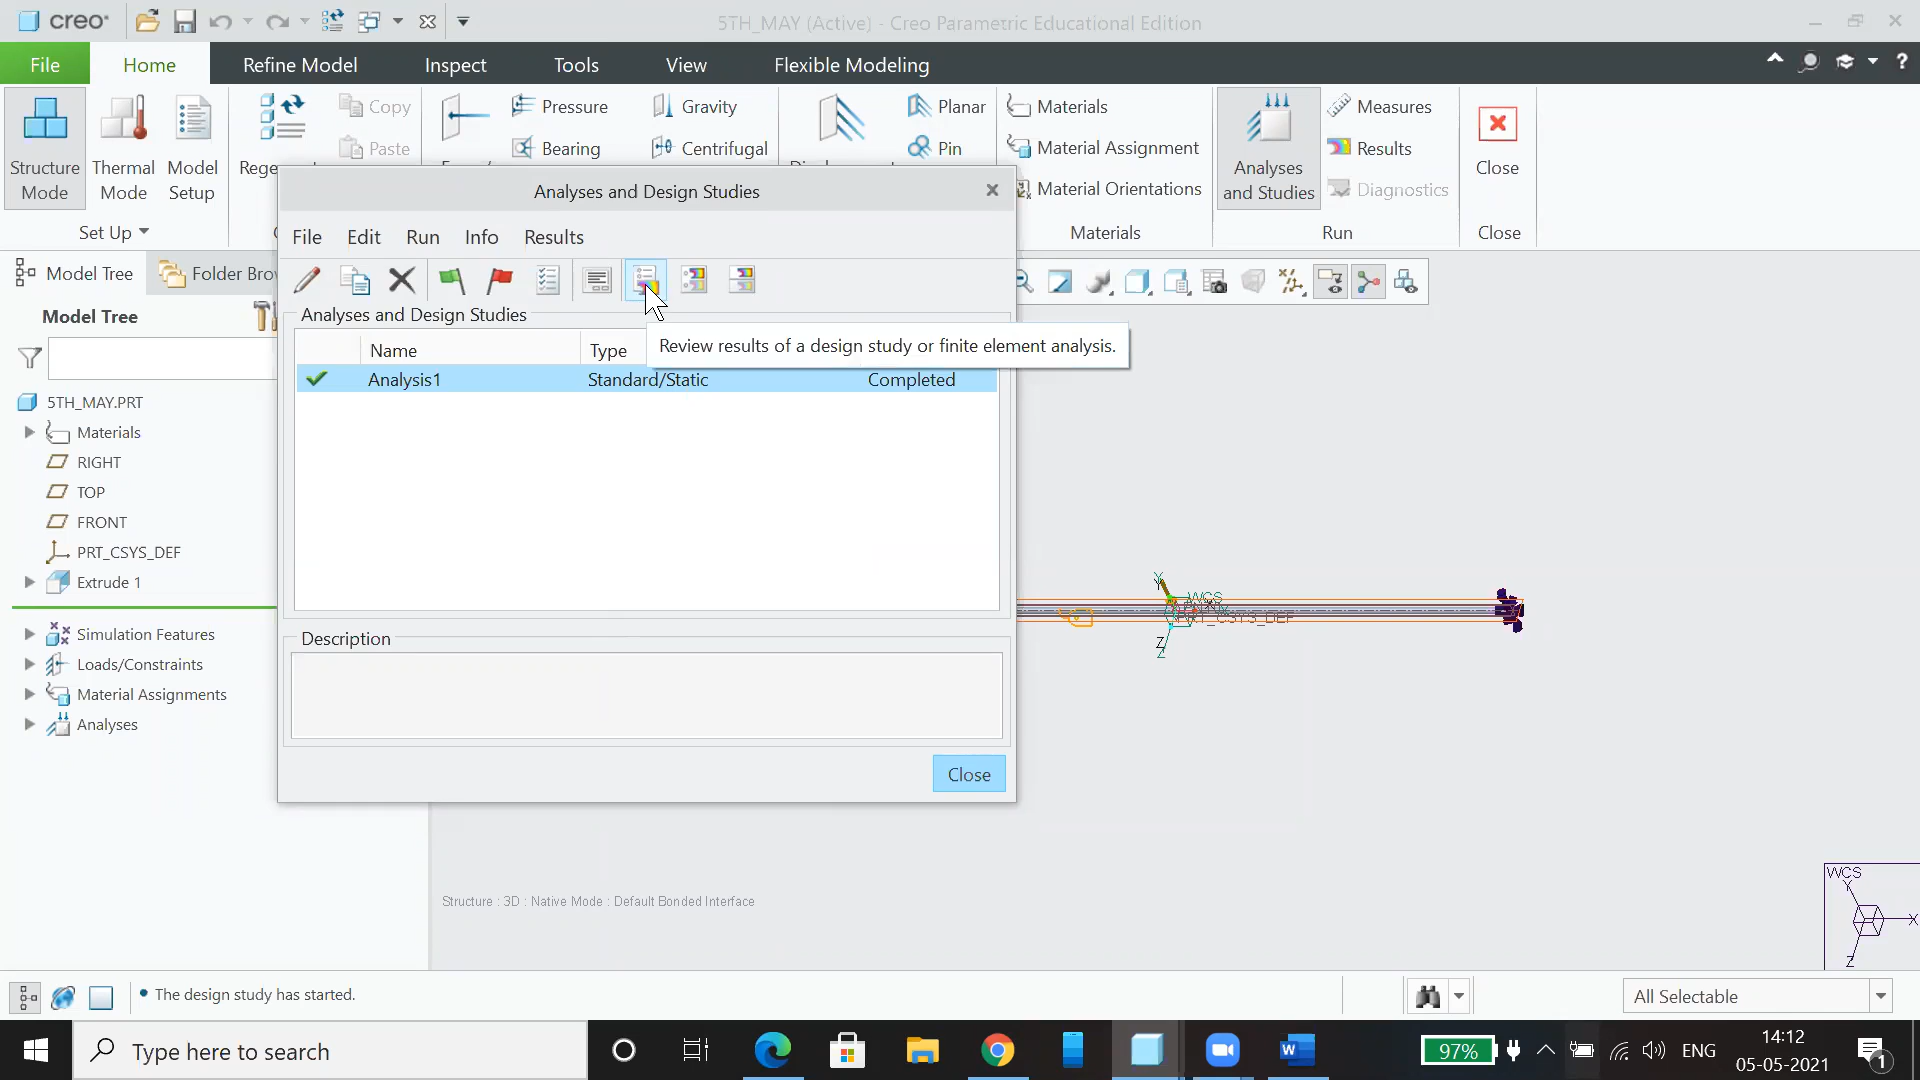 creo
5TH_MAY (Active) - Creo Parametric Educational Edition
File Home Refine Model Inspect Tools View Flexible Modeling
Copy Pressure Gravity Planar Materials Measures
Paste Bearing Centrifugal Pin Material Assignment Results
Structure Mode Thermal Mode Model Setup
Material Orientations
Analyses and Studies
Diagnostics
Close
Set Up Materials Run Close
Model Tree
Analyses and Design Studies
File Edit Run Info Results
Model Tree
Analyses and Design Studies
Name Type
Review results of a design study or finite element analysis.
Analysis1 Standard/Static Completed
5TH_MAY.PRT
Materials
RIGHT
TOP
FRONT
PRT_CSYS_DEF
Extrude 1
Simulation Features
Loads/Constraints
Material Assignments
Analyses
Description
Close
Y
WCS
Z
Z
Structure : 3D : Native Mode : Default Bonded Interface
WCS
Y
X
Z
The design study has started.
All Selectable
Type here to search
97%
ENG
14:12
05-05-2021
1